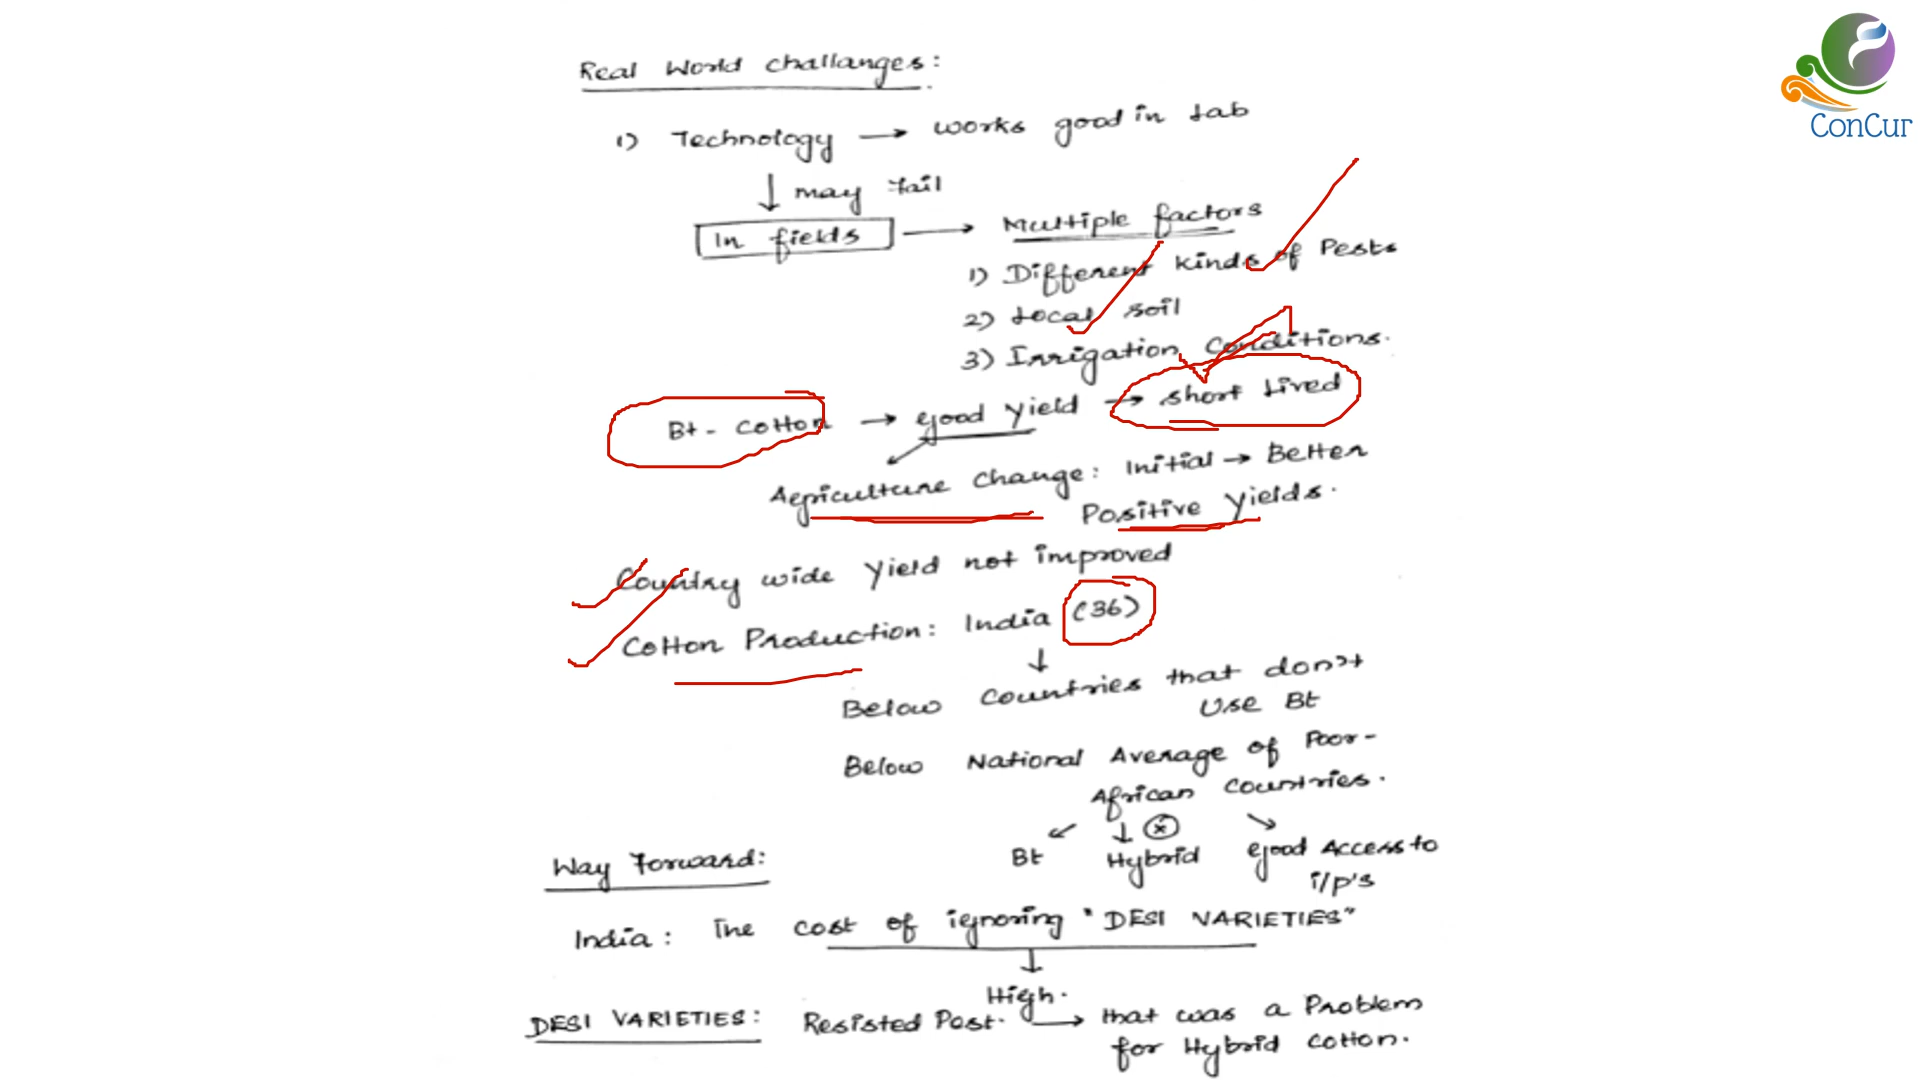 ConCur
Real World Challanges:
1) Technology → works good in Lab
↓ may fail
In fields → Multiple factors
1) Different kinds of Pests
2) Local soil
3) Irrigation Conditions.
Bt - Cotton → Good Yield → short Lived
Agriculture Change: Initial → Better
Positive Yields.
Country wide Yield not improved
Cotton Production: India (36)
↓
Below Countries that don't
Use Bt
Below National Average of Poor-
African Countries.
↙ ↓ ⓧ ↘
Bt Hybrid Good Access to
i/p's
Way Forward:
India: The cost of ignoring "DESI VARIETIES"
↓
High.
DESI VARIETIES: Resisted Pest. → that was a Problem
for Hybrid Cotton.